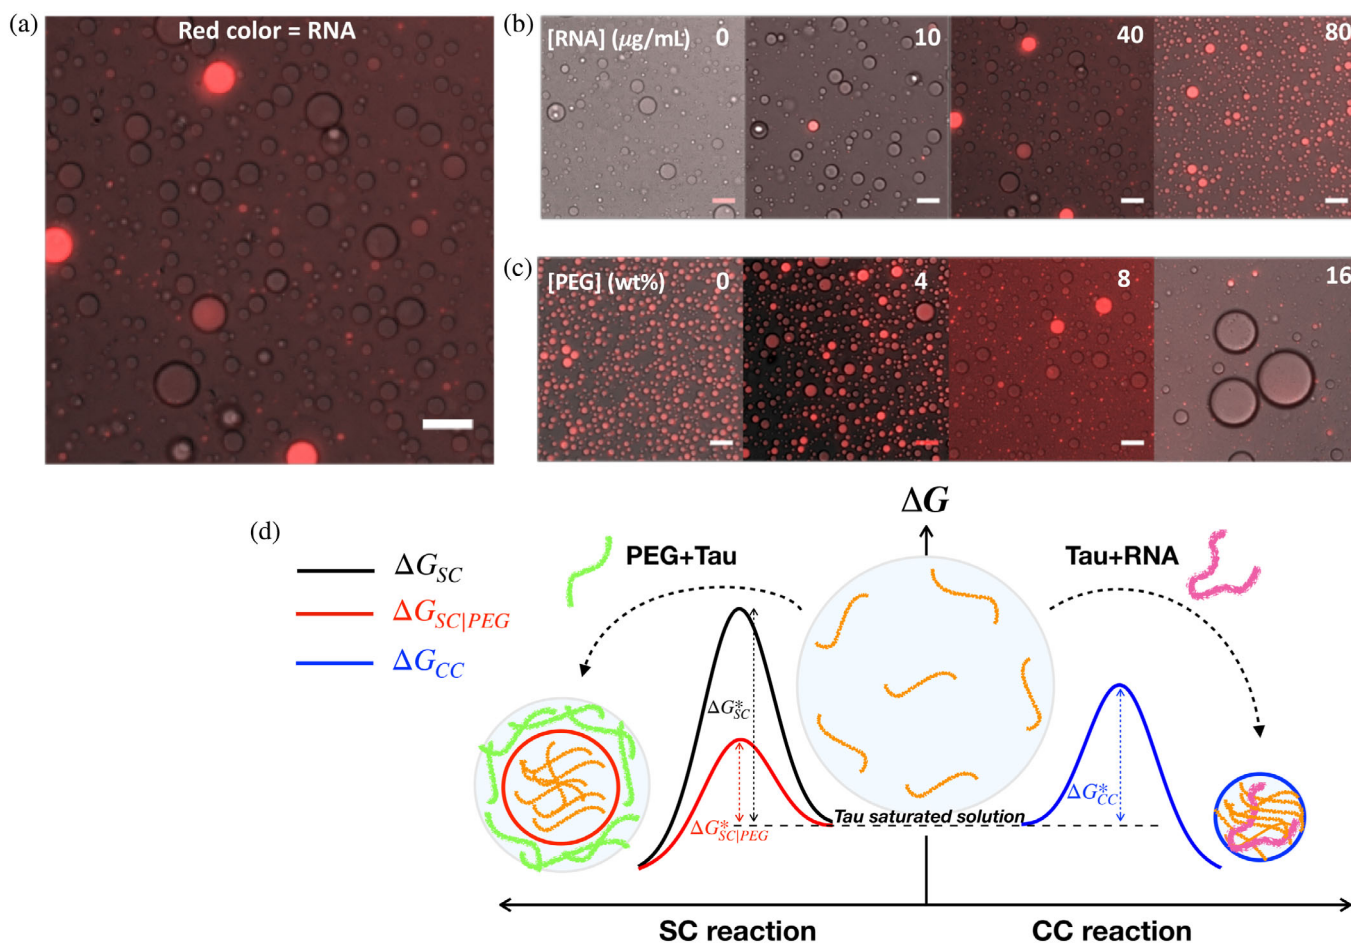 (a)
Red color = RNA
(b)
[RNA] (μg/mL) 0 10 40 80
(c)
[PEG] (wt%) 0 4 8 16
(d)
ΔG
ΔG_SC
ΔG_SC|PEG
ΔG_CC
PEG+Tau
Tau+RNA
ΔG*_SC
ΔG*_SC|PEG
ΔG*_CC
Tau saturated solution
SC reaction
CC reaction